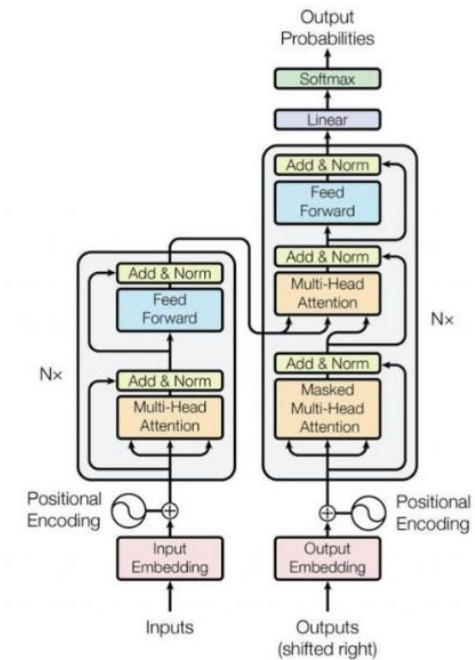 Output
Probabilities
Softmax
Linear
Add & Norm
Feed
Forward
Add & Norm
Multi-Head
Attention
Nx
Add & Norm
Masked
Multi-Head
Attention
Add & Norm
Feed
Forward
Nx
Add & Norm
Multi-Head
Attention
Positional
Encoding
Positional
Encoding
Input
Embedding
Output
Embedding
Inputs
Outputs
(shifted right)